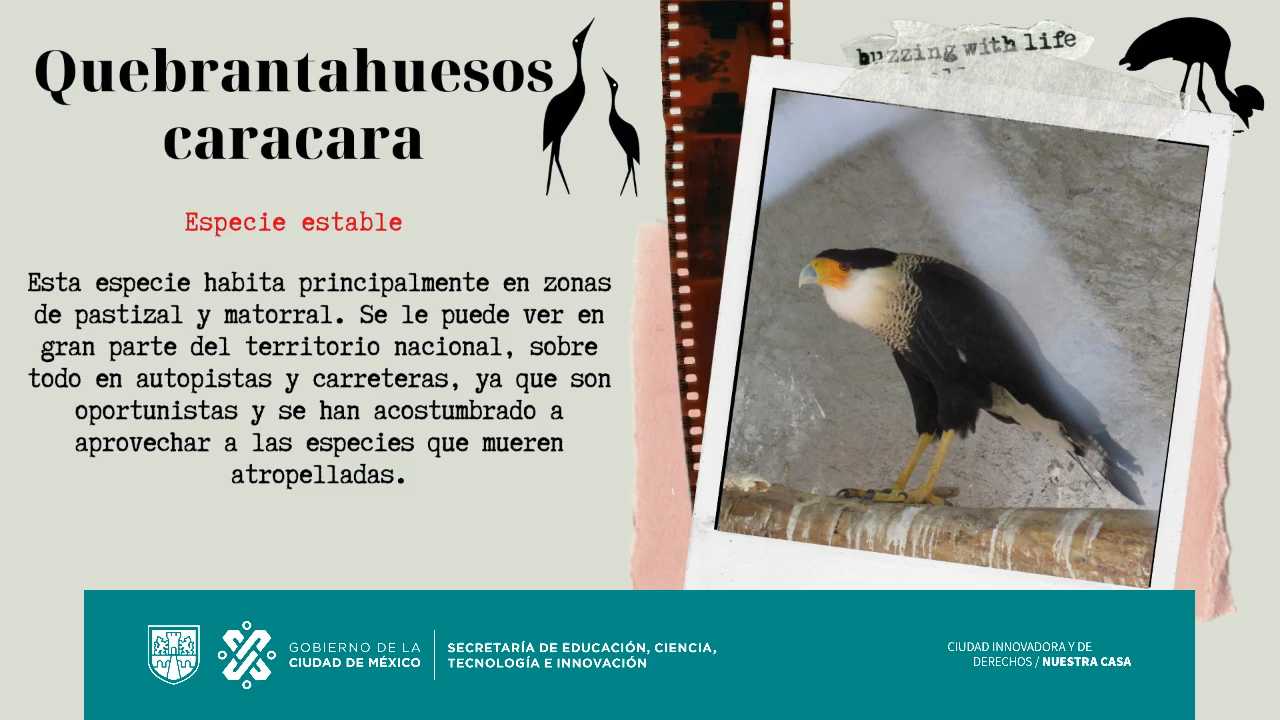 Quebrantahuesos
caracara
Especie estable
Esta especie habita principalmente en zonas
de pastizal y matorral. Se le puede ver en
gran parte del territorio nacional, sobre
todo en autopistas y carreteras, ya que son
oportunistas y se han acostumbrado a
aprovechar a las especies que mueren
atropelladas.
buzzing with life
GOBIERNO DE LA
CIUDAD DE MÉXICO
SECRETARÍA DE EDUCACIÓN, CIENCIA,
TECNOLOGÍA E INNOVACIÓN
CIUDAD INNOVADORA Y DE
DERECHOS / NUESTRA CASA